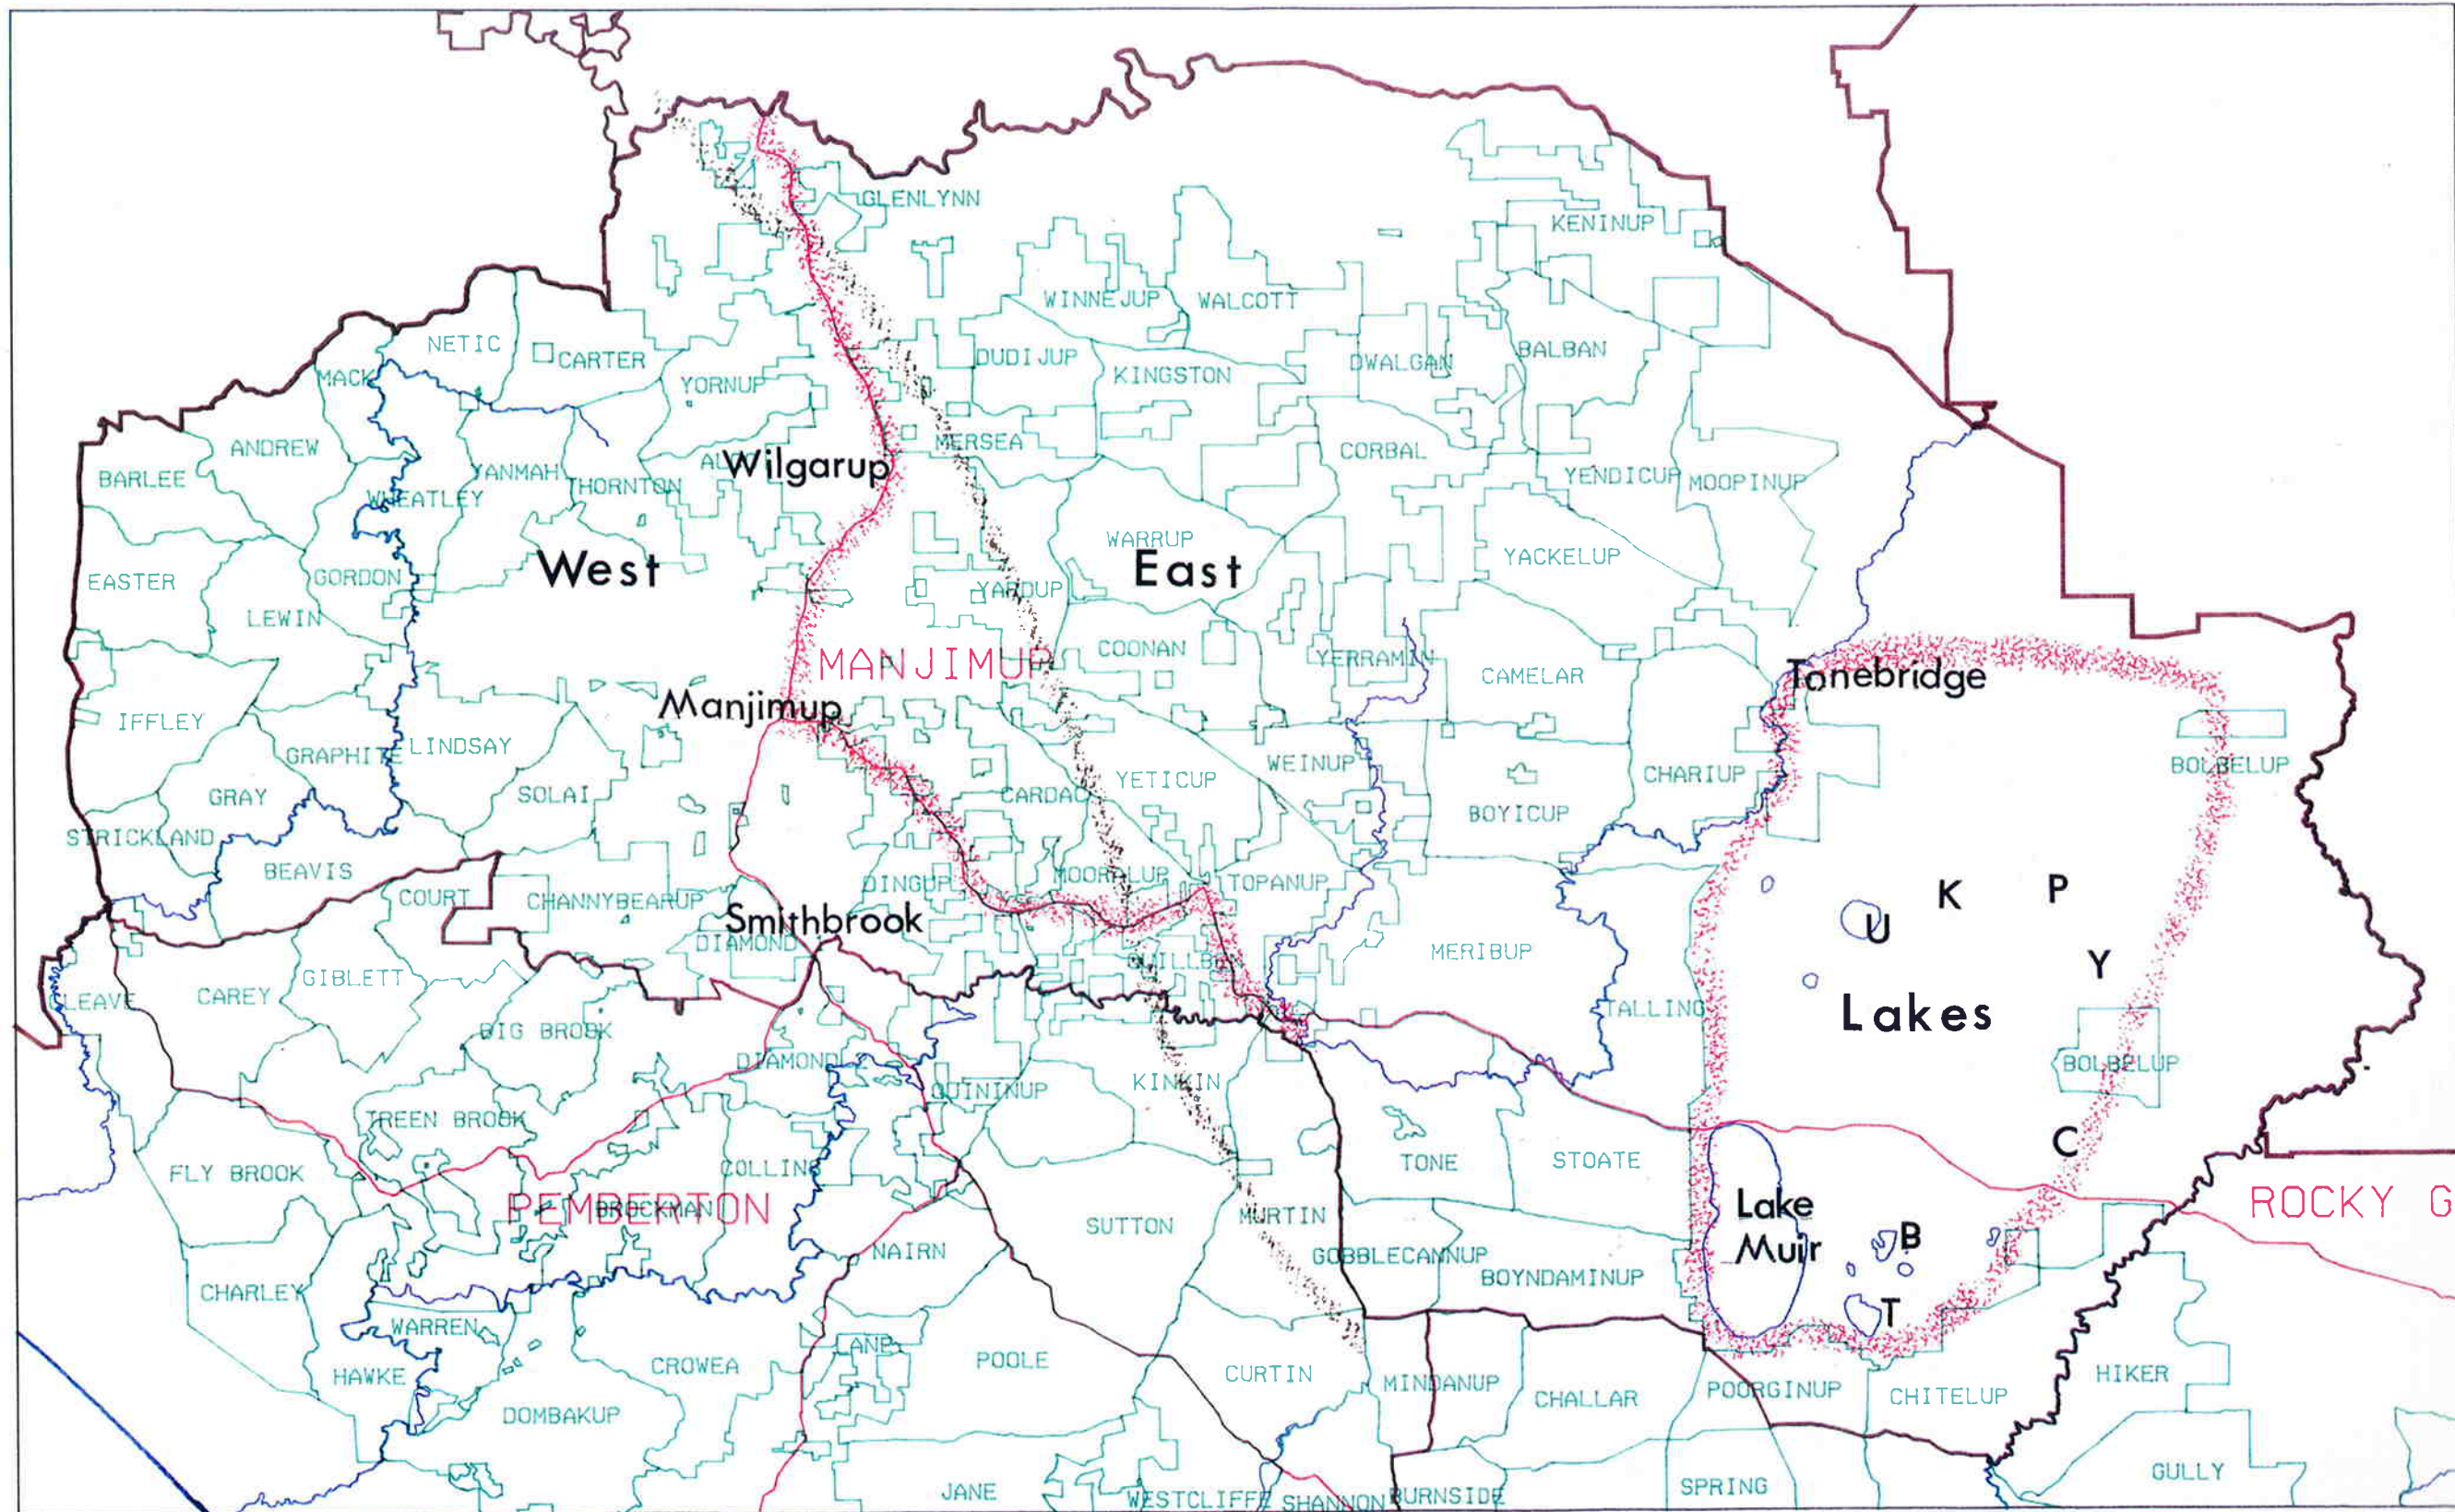 GLENLYNN
KENINUP
WINNEJUP
WALCOTT
NETIC
CARTER
DUDIJUP
KINGSTON
DWALGAN
BALBAN
MACK
YORNUP
ANDREW
MERSEA
CORBAL
BARLEE
YANMAH
Wilgarup
WHEATLEY
THORNTON
YENDICUP
MOOPINUP
WARRUP
YACKELUP
West
East
EASTER
GORDON
YARDUP
LEWIN
COONAN
YERRAMIN
CAMELAR
MANJIMUP
Tonebridge
Manjimup
IFFLEY
GRAPHITE
LINDSAY
WEINUP
CHARIUP
BOLBELUP
YETICUP
GRAY
SOLAI
CARDAC
BOYICUP
STRICKLAND
BEAVIS
COURT
CHANNYBEARUP
DINGUP
MOORALUP
TOPANUP
K
P
U
Smithbrook
DIAMOND
MERIBUP
Y
GIBLETT
CAREY
CLEAVE
TALLING
Lakes
BIG BROOK
DIAMOND
BOLBELUP
QUININUP
KINKIN
TREEN BROOK
C
FLY BROOK
COLLINS
TONE
STOATE
PEMBERTON
BROCKMAN
Lake
Muir
ROCKY G
SUTTON
MURTIN
B
NAIRN
GOBBLECANNUP
BOYNDAMINUP
CHARLEY
T
WARREN
HAWKE
CROWEA
LANE
POOLE
CURTIN
MINDANUP
CHALLAR
POORGINUP
CHITELUP
HIKER
DOMBAKUP
JANE
WESTCLIFFE
SHANNON
BURNSIDE
SPRING
GULLY